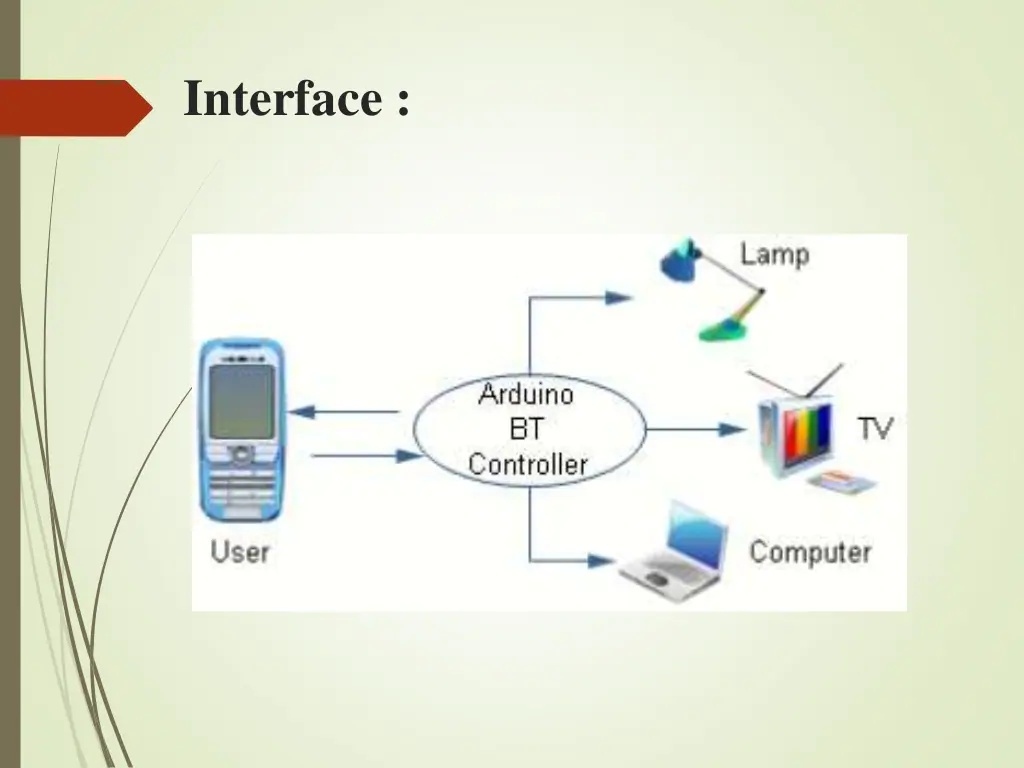 Interface :
Lamp
Arduino
BT
Controller
TV
User
Computer